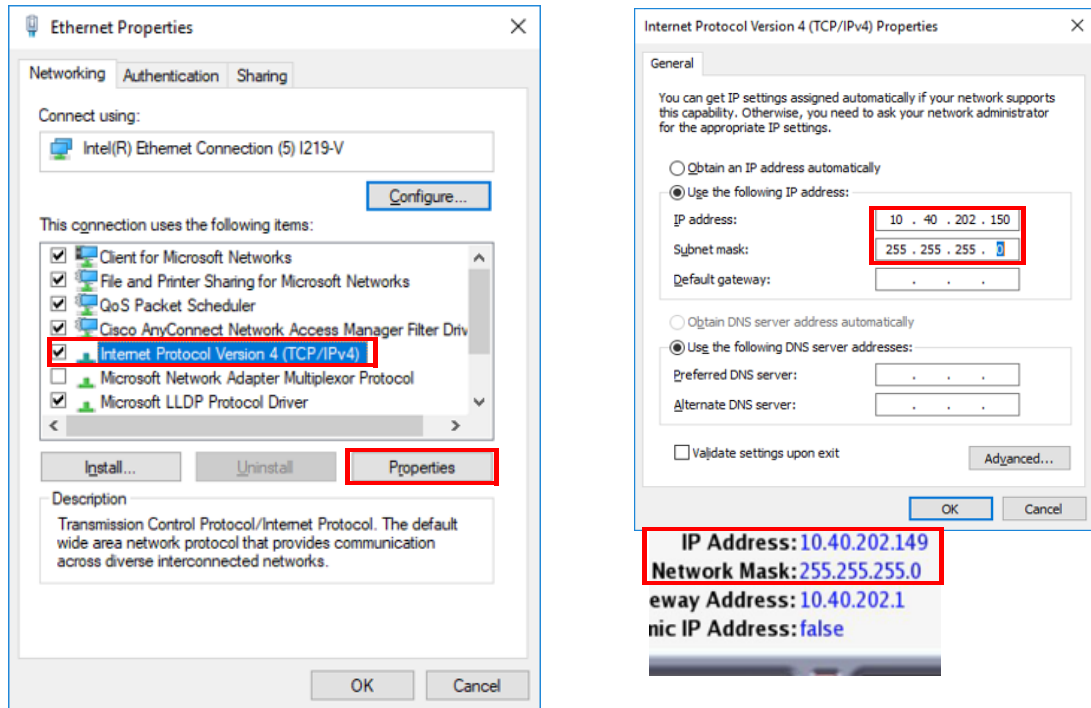 Ethernet Properties
Networking
Authentication
Sharing
Connect using:
Intel(R) Ethernet Connection (5) I219-V
Configure...
This connection uses the following items:
Client for Microsoft Networks
File and Printer Sharing for Microsoft Networks
QoS Packet Scheduler
Cisco AnyConnect Network Access Manager Filter Driv
Internet Protocol Version 4 (TCP/IPv4)
Microsoft Network Adapter Multiplexor Protocol
Microsoft LLDP Protocol Driver
Install...
Uninstall
Properties
Description
Transmission Control Protocol/Internet Protocol. The default
wide area network protocol that provides communication
across diverse interconnected networks.
OK
Cancel
Internet Protocol Version 4 (TCP/IPv4) Properties
General
You can get IP settings assigned automatically if your network supports
this capability. Otherwise, you need to ask your network administrator
for the appropriate IP settings.
Obtain an IP address automatically
Use the following IP address:
IP address: 10 . 40 . 202 . 150
Subnet mask: 255 . 255 . 255 . 0
Default gateway: . . .
Obtain DNS server address automatically
Use the following DNS server addresses:
Preferred DNS server: . . .
Alternate DNS server: . . .
Validate settings upon exit
Advanced...
OK
Cancel
IP Address: 10.40.202.149
Network Mask: 255.255.255.0
eway Address: 10.40.202.1
nic IP Address: false